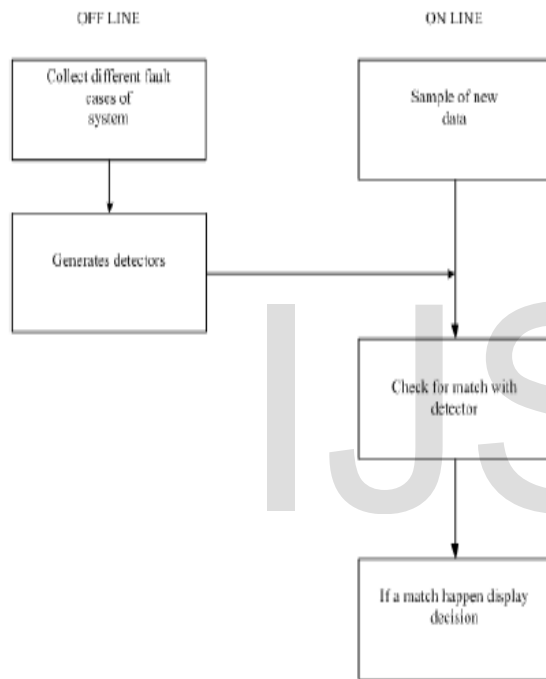 OFF LINE
ON LINE
Collect different fault
cases of
system
Sample of new
data
Generates detectors
Check for match with
detector
If a match happen display
decision
IJS